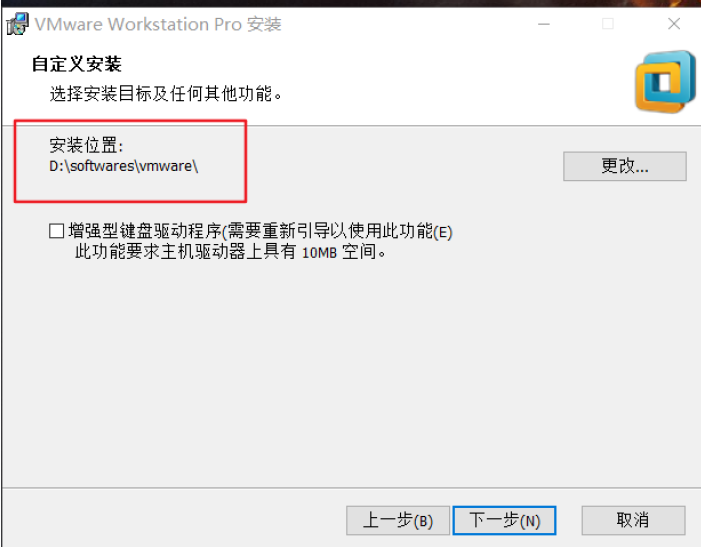 VMware Workstation Pro 安装
自定义安装
选择安装目标及任何其他功能。
安装位置:
D:\softwares\vmware\
更改...
增强型键盘驱动程序(需要重新引导以使用此功能(E)
此功能要求主机驱动器上具有 10MB 空间。
上一步(B)
下一步(N)
取消